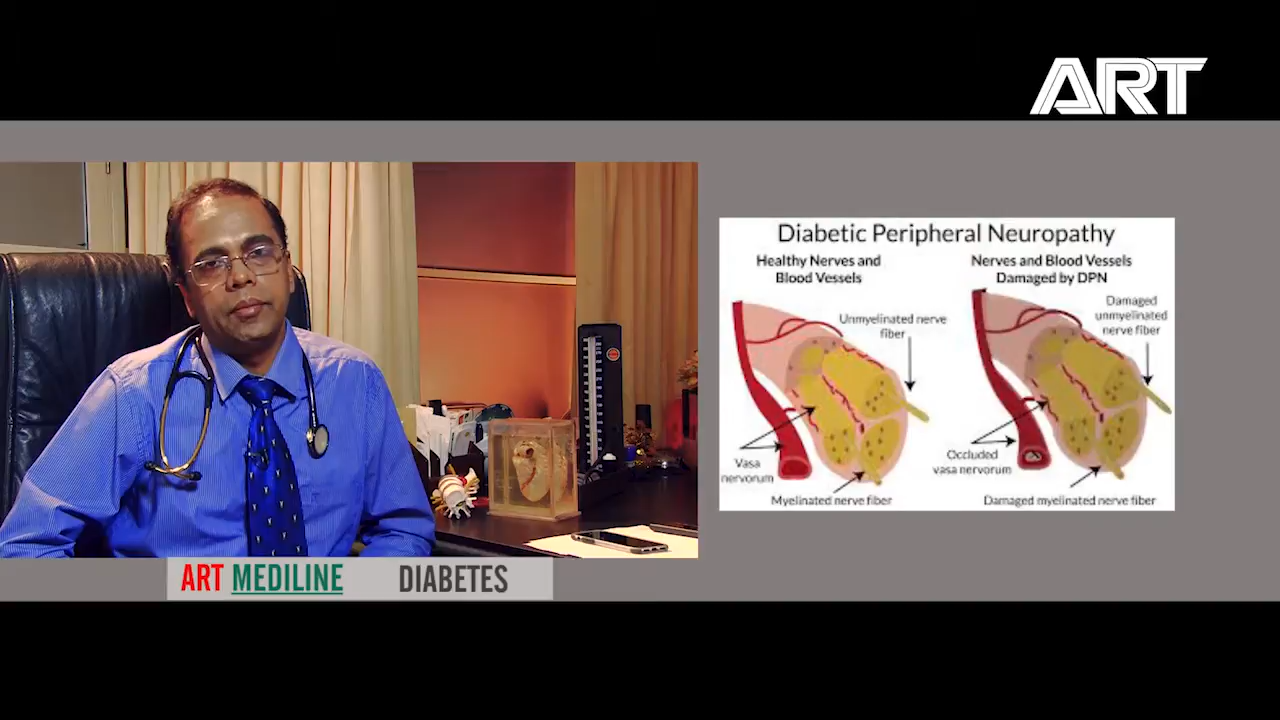 ART
Diabetic Peripheral Neuropathy
Healthy Nerves and
Blood Vessels
Nerves and Blood Vessels
Damaged by DPN
Unmyelinated nerve
fiber
Damaged
unmyelinated
nerve fiber
Vasa
nervorum
Occluded
vasa nervorum
Myelinated nerve fiber
Damaged myelinated nerve fiber
ART MEDILINE DIABETES